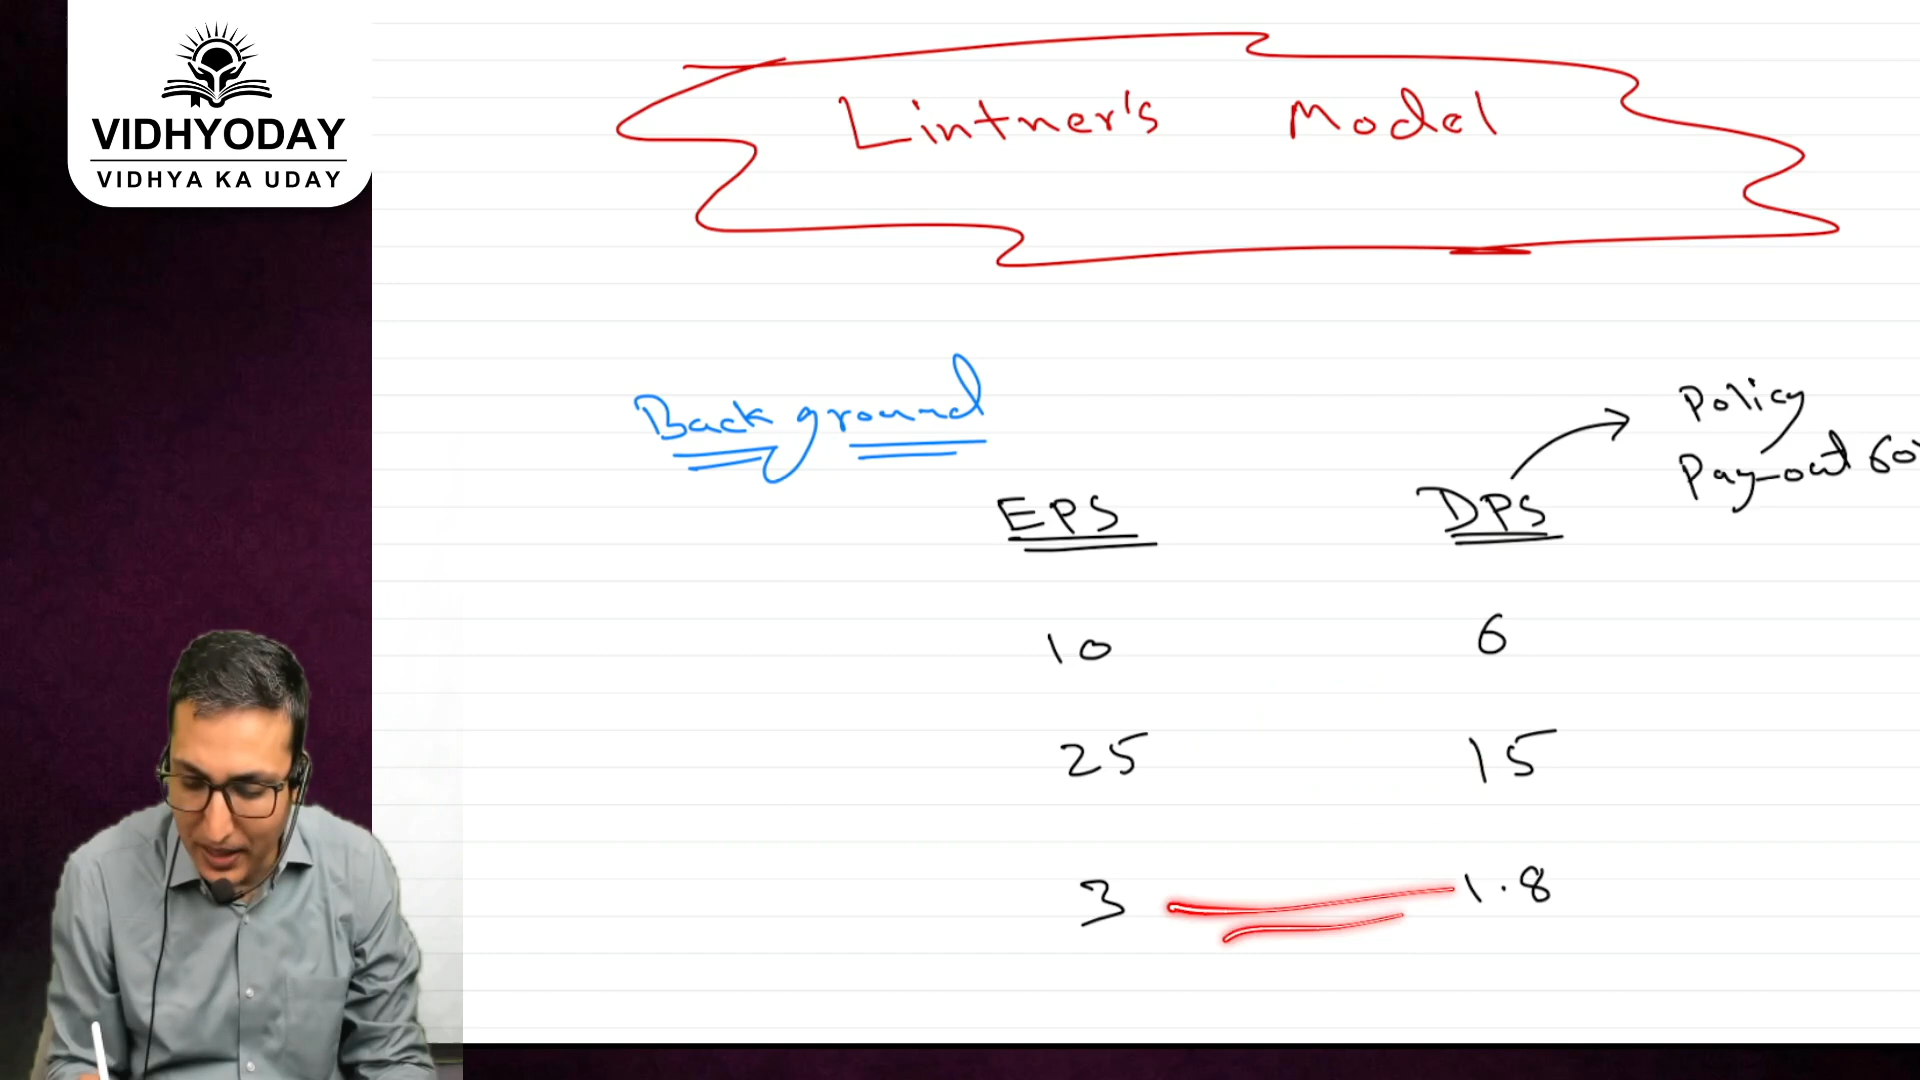 VIDHYODAY
VIDHYA KA UDAY
Lintner's Model
Background
Policy
Pay-out 60%
EPS DPS
10 6
25 15
3 1.8